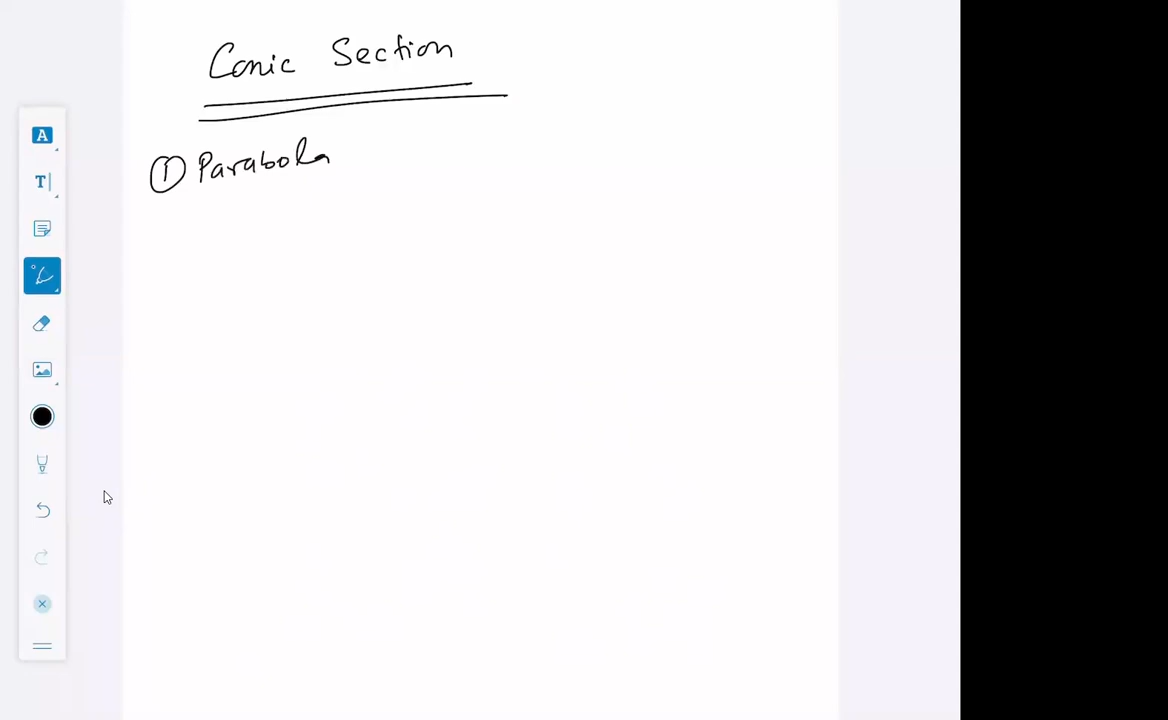 Conic Section
① Parabola
A
T